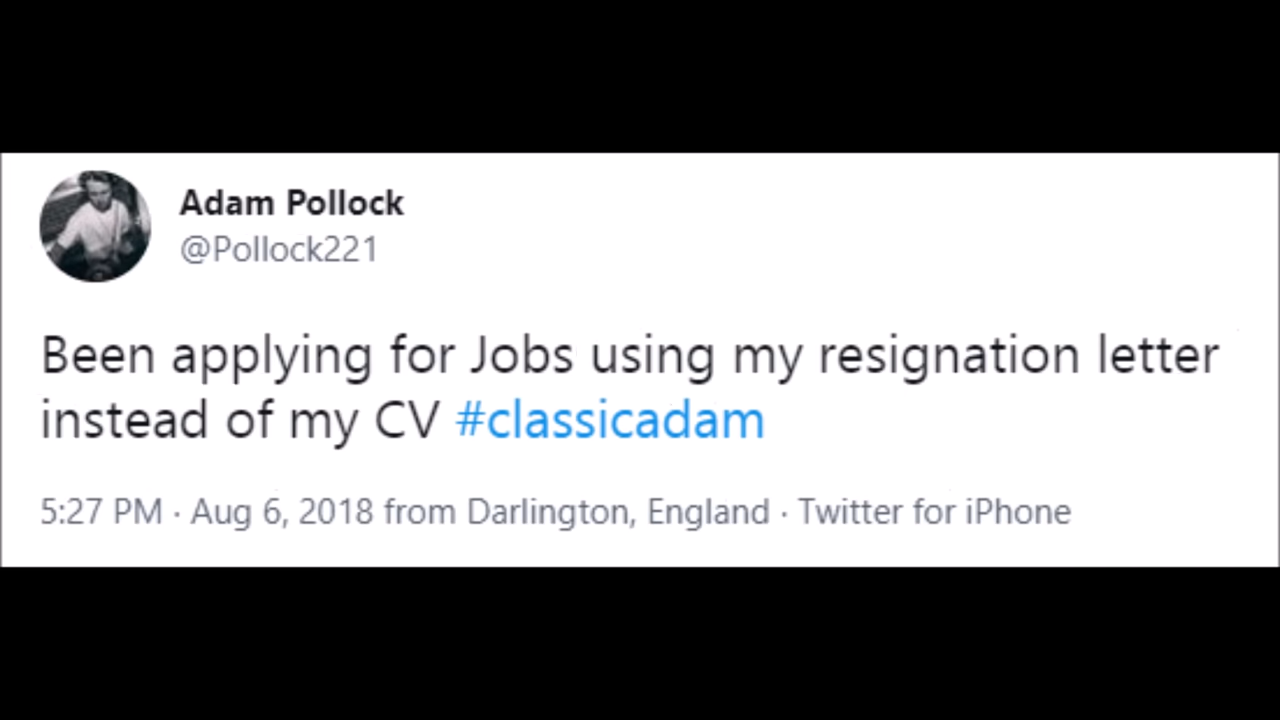 Adam Pollock
@Pollock221
Been applying for Jobs using my resignation letter
instead of my CV #classicadam
5:27 PM · Aug 6, 2018 from Darlington, England · Twitter for iPhone